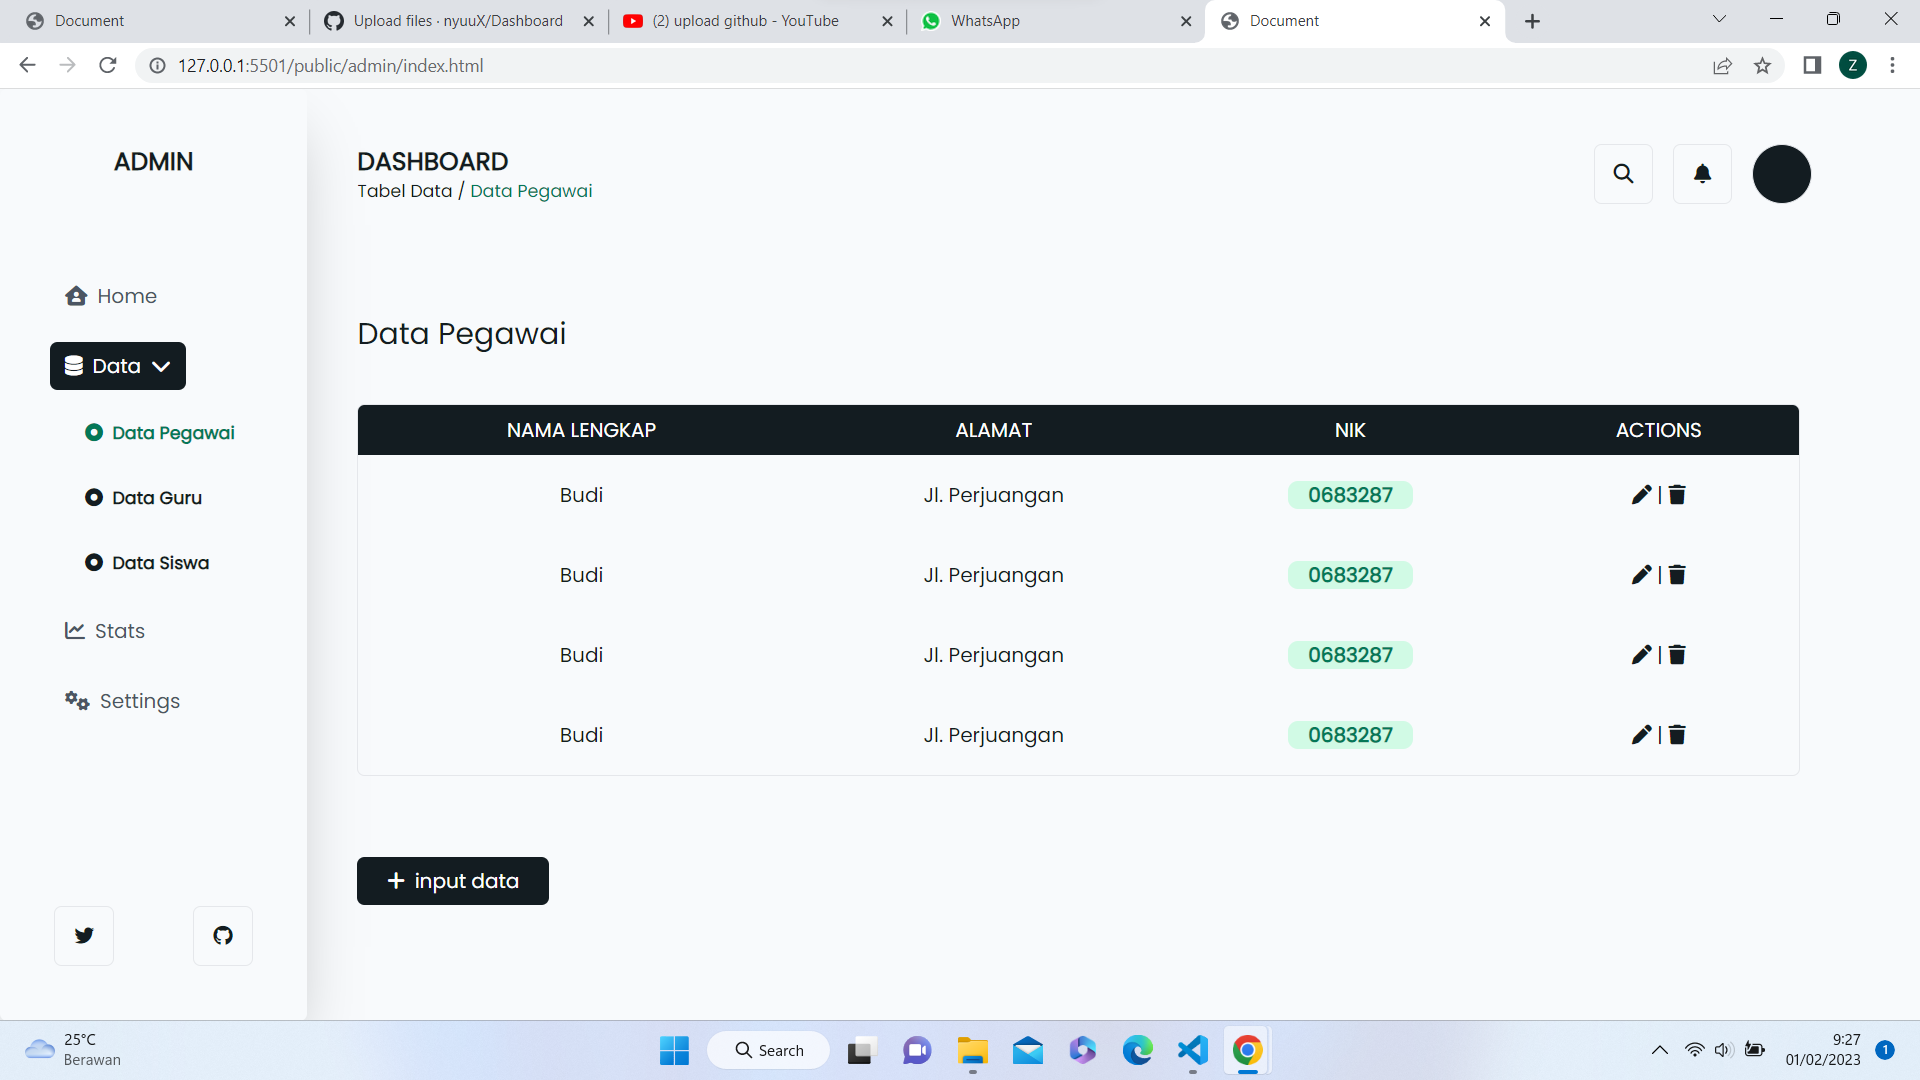 Document
Upload files · nyuuX/Dashboard
(2) upload github - YouTube
WhatsApp
Document
127.0.0.1:5501/public/admin/index.html
Z
ADMIN
Home
Data
Data Pegawai
Data Guru
Data Siswa
Stats
Settings
DASHBOARD
Tabel Data / Data Pegawai
Data Pegawai
NAMA LENGKAP ALAMAT NIK ACTIONS
Budi Jl. Perjuangan 0683287 |
Budi Jl. Perjuangan 0683287 |
Budi Jl. Perjuangan 0683287 |
Budi Jl. Perjuangan 0683287 |
+ input data
25°C
Berawan
Search
9:27
01/02/2023
1